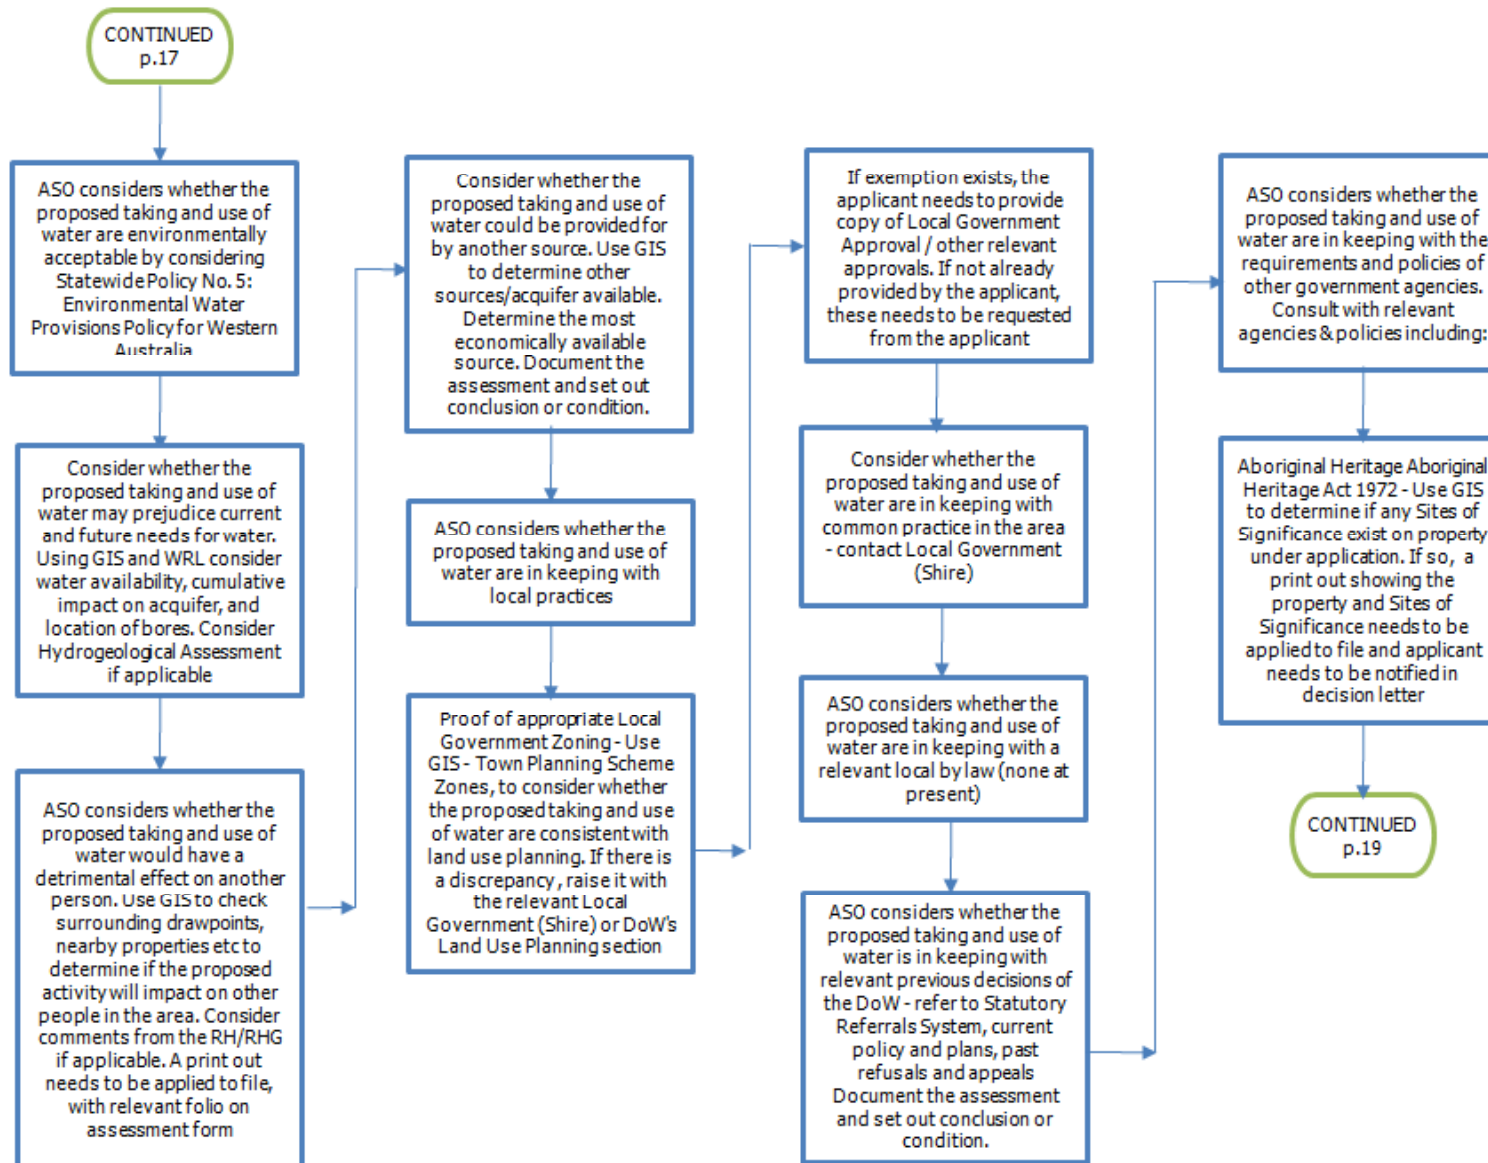 CONTINUED
p.17
ASO considers whether the
proposed taking and use of
water are environmentally
acceptable by considering
Statewide Policy No. 5:
Environmental Water
Provisions Policy for Western
Australia
Consider whether the
proposed taking and use of
water may prejudice current
and future needs for water.
Using GIS and WRL consider
water availability, cumulative
impact on acquifer, and
location of bores. Consider
Hydrogeological Assessment
if applicable
ASO considers whether the
proposed taking and use of
water would have a
detrimental effect on another
person. Use GIS to check
surrounding drawpoints,
nearby properties etc to
determine if the proposed
activity will impact on other
people in the area. Consider
comments from the RH/RHG
if applicable. A print out
needs to be applied to file,
with relevant folio on
assessment form
Consider whether the
proposed taking and use of
water could be provided for
by another source. Use GIS
to determine other
sources/acquifer available.
Determine the most
economically available
source. Document the
assessment and set out
conclusion or condition.
ASO considers whether the
proposed taking and use of
water are in keeping with
local practices
Proof of appropriate Local
Government Zoning - Use
GIS - Town Planning Scheme
Zones, to consider whether
the proposed taking and use
of water are consistent with
land use planning. If there is
a discrepancy, raise it with
the relevant Local
Government (Shire) or DoW's
Land Use Planning section
If exemption exists, the
applicant needs to provide
copy of Local Government
Approval / other relevant
approvals. If not already
provided by the applicant,
these needs to be requested
from the applicant
Consider whether the
proposed taking and use of
water are in keeping with
common practice in the area
- contact Local Government
(Shire)
ASO considers whether the
proposed taking and use of
water are in keeping with a
relevant local by law (none at
present)
ASO considers whether the
proposed taking and use of
water is in keeping with
relevant previous decisions of
the DoW - refer to Statutory
Referrals System, current
policy and plans, past
refusals and appeals
Document the assessment
and set out conclusion or
condition.
ASO considers whether the
proposed taking and use of
water are in keeping with the
requirements and policies of
other government agencies.
Consult with relevant
agencies & policies including:
Aboriginal Heritage Aboriginal
Heritage Act 1972 - Use GIS
to determine if any Sites of
Significance exist on property
under application. If so, a
print out showing the
property and Sites of
Significance needs to be
applied to file and applicant
needs to be notified in
decision letter
CONTINUED
p.19